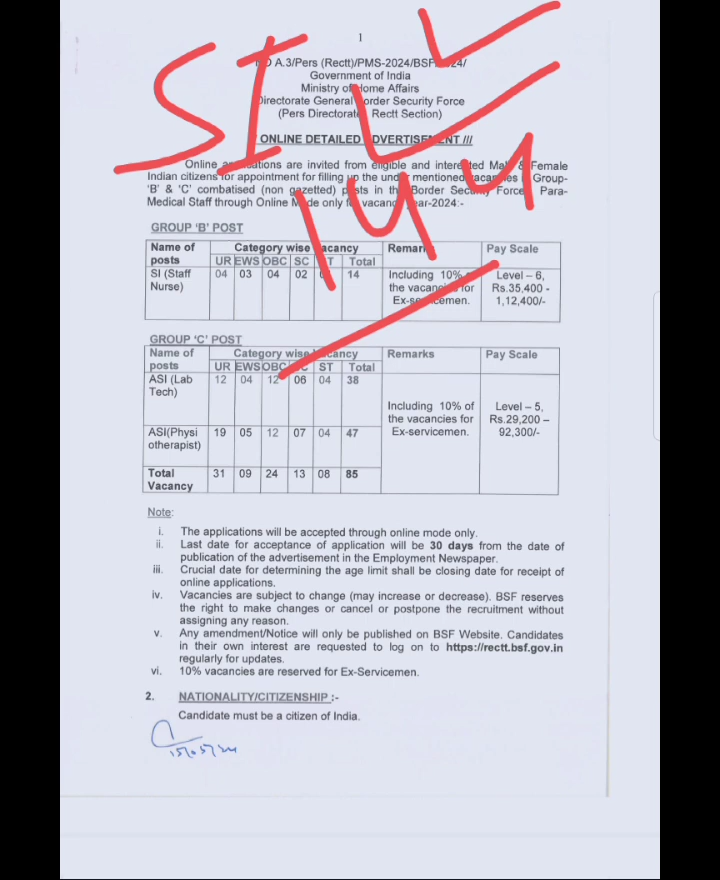 1
A.3/Pers (Rectt)/PMS-2024/BSF
Government of India
Ministry of Home Affairs
Directorate General Border Security Force
(Pers Directorate Rectt Section)
ONLINE DETAILED ADVERTISEMENT ///
Online applications are invited from eligible and interested Male & Female
Indian citizens for appointment for filling up the under mentioned vacancies in Group-
'B' & 'C' combatised (non gazetted) posts in the Border Security Force, Para-
Medical Staff through Online Mode only for vacancy year-2024:-
GROUP 'B' POST
Name of posts Category wise Vacancy Remarks Pay Scale
UR EWS OBC SC ST Total
SI (Staff Nurse) 04 03 04 02 14 Including 10% of the vacancies for Ex-servicemen. Level – 6, Rs.35,400 - 1,12,400/-
GROUP 'C' POST
Name of posts Category wise Vacancy Remarks Pay Scale
UR EWS OBC SC ST Total
ASI (Lab Tech) 12 04 12 06 04 38 Including 10% of the vacancies for Ex-servicemen. Level – 5, Rs.29,200 – 92,300/-
ASI(Physi otherapist) 19 05 12 07 04 47
Total Vacancy 31 09 24 13 08 85
Note:
i. The applications will be accepted through online mode only.
ii. Last date for acceptance of application will be 30 days from the date of
publication of the advertisement in the Employment Newspaper.
iii. Crucial date for determining the age limit shall be closing date for receipt of
online applications.
iv. Vacancies are subject to change (may increase or decrease). BSF reserves
the right to make changes or cancel or postpone the recruitment without
assigning any reason.
v. Any amendment/Notice will only be published on BSF Website. Candidates
in their own interest are requested to log on to https://rectt.bsf.gov.in
regularly for updates.
vi. 10% vacancies are reserved for Ex-Servicemen.
2. NATIONALITY/CITIZENSHIP :-
Candidate must be a citizen of India.
15/05/24
SI